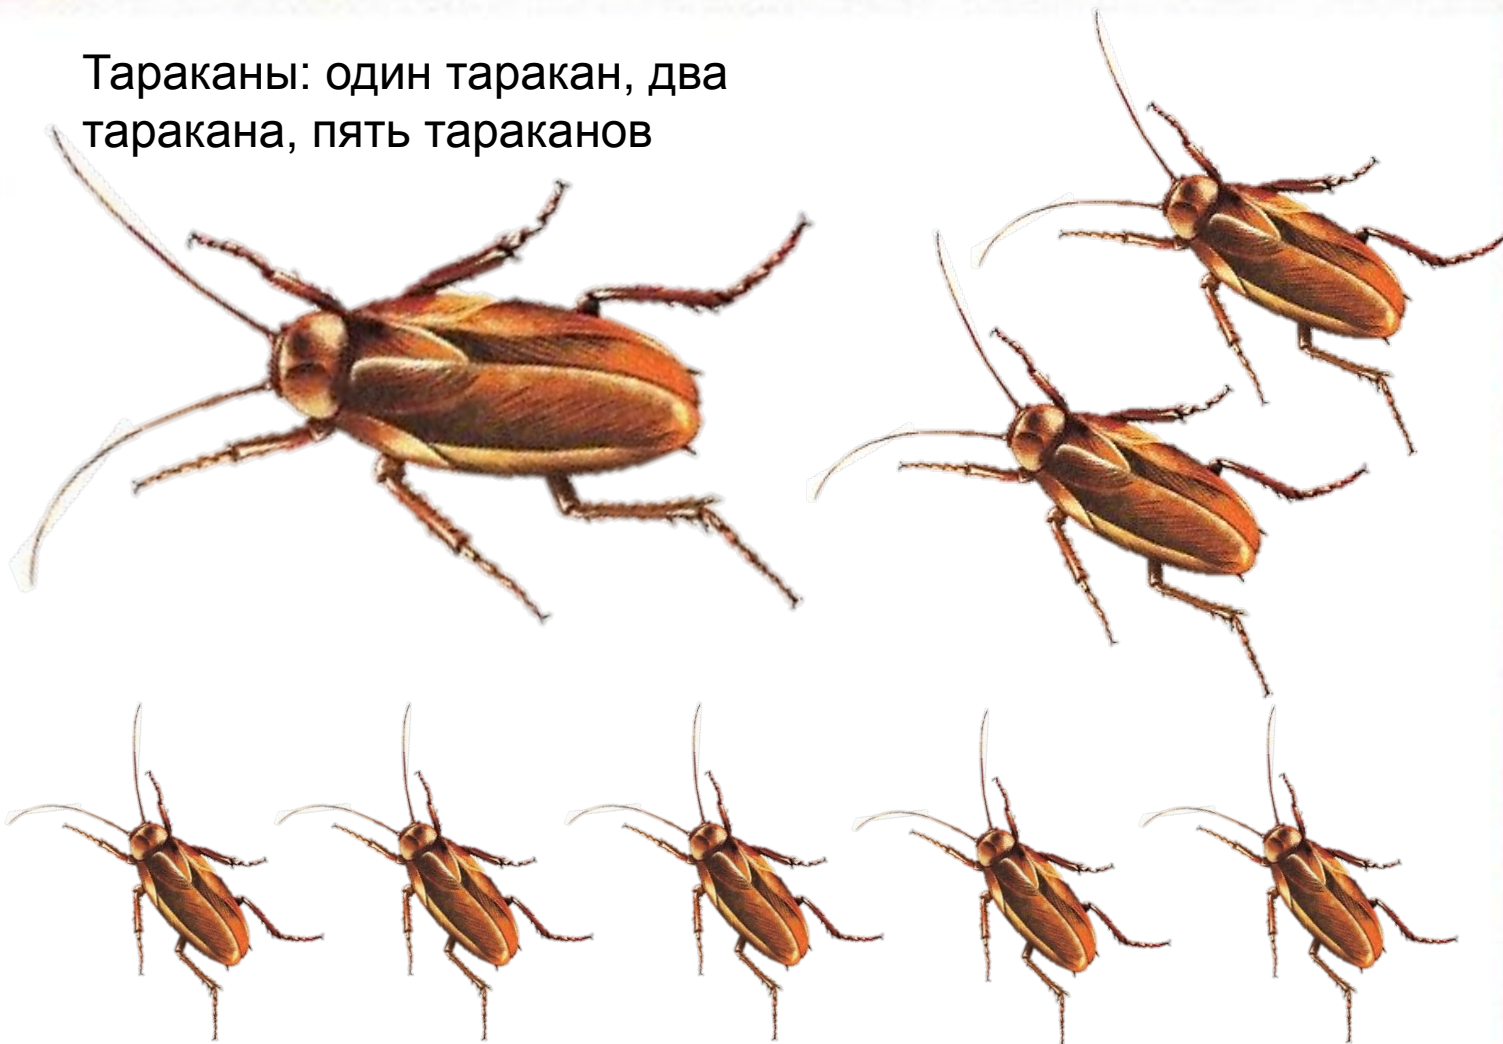 Тараканы: один таракан, два
таракана, пять тараканов